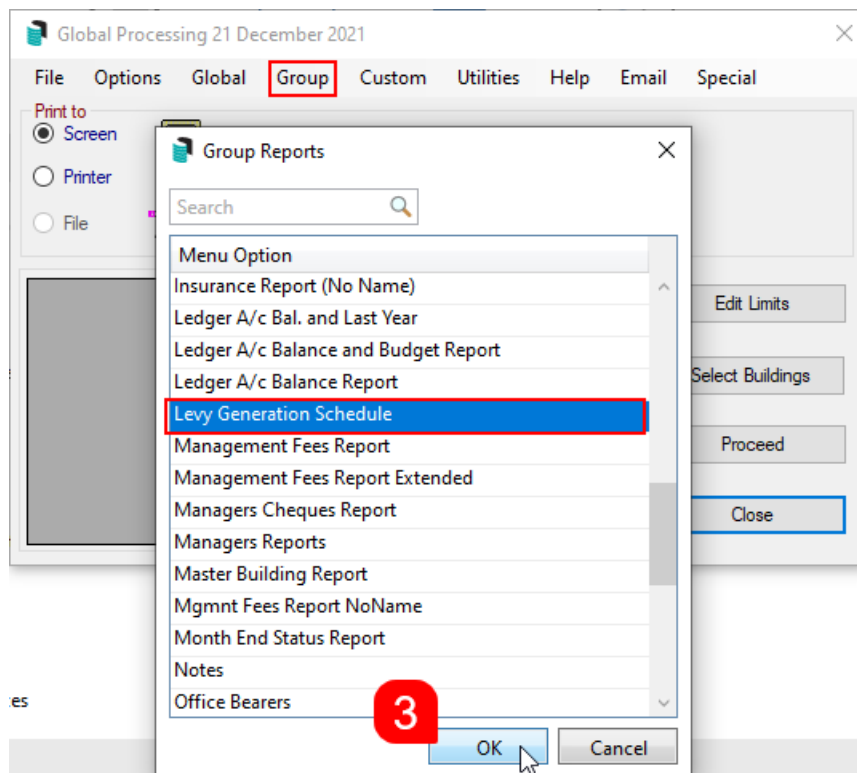 Global Processing 21 December 2021
File Options Global Group Custom Utilities Help Email Special
Print to
Screen
Printer
File
Group Reports
Search
Menu Option
Insurance Report (No Name)
Ledger A/c Bal. and Last Year
Ledger A/c Balance and Budget Report
Ledger A/c Balance Report
Levy Generation Schedule
Management Fees Report
Management Fees Report Extended
Managers Cheques Report
Managers Reports
Master Building Report
Mgmnt Fees Report NoName
Month End Status Report
Notes
Office Bearers
Edit Limits
Select Buildings
Proceed
Close
es
3
OK Cancel